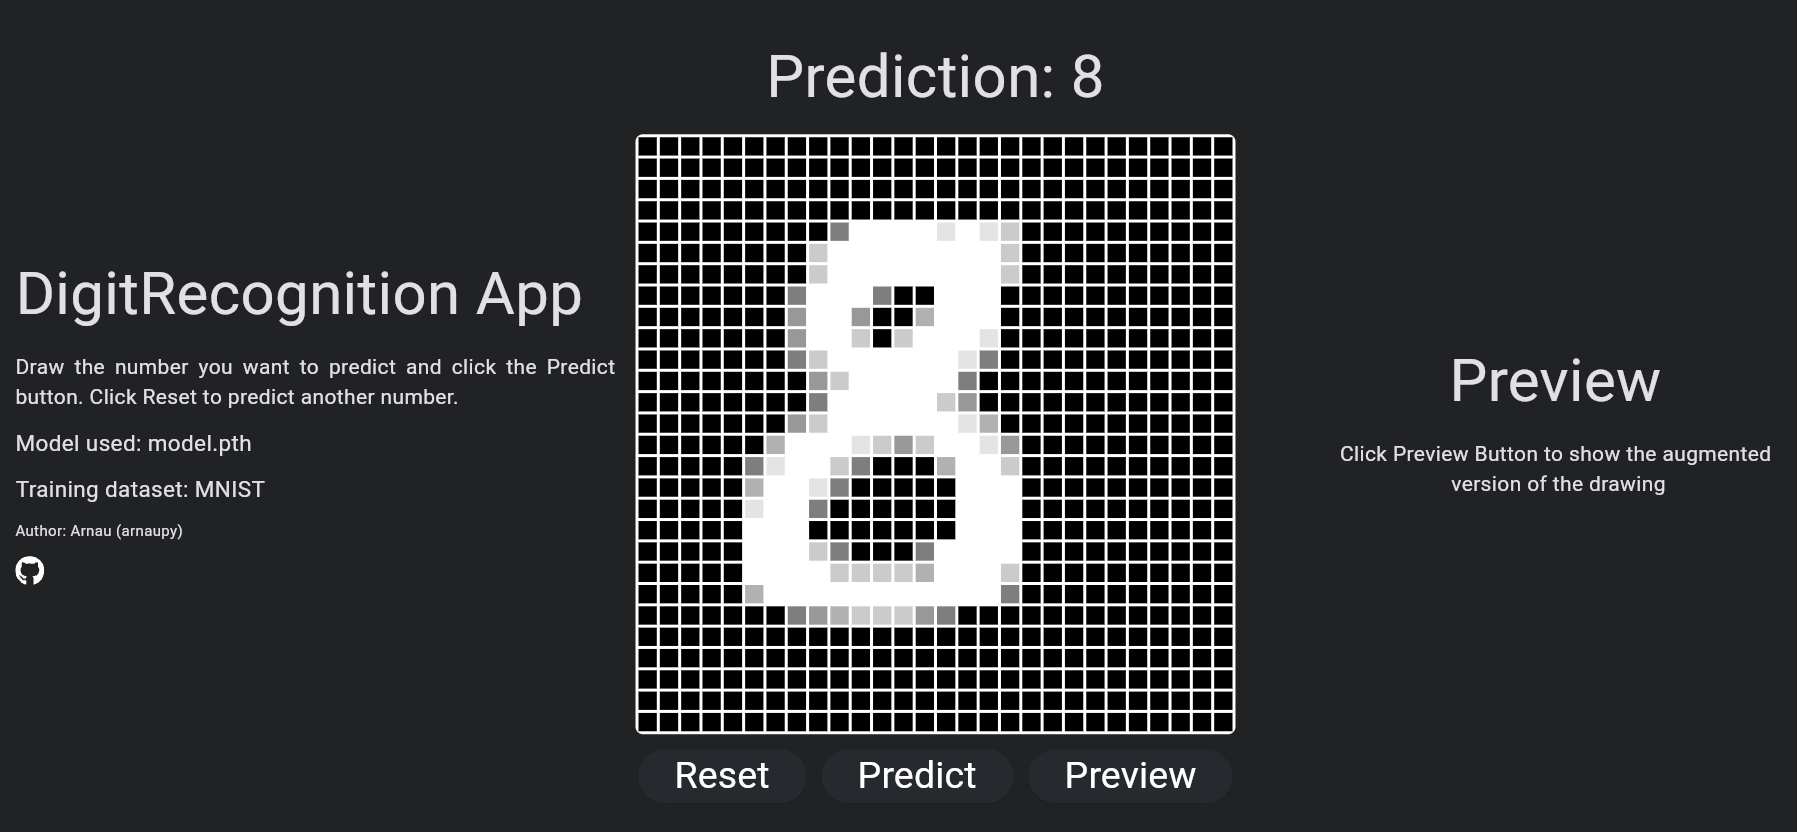 Prediction: 8
DigitRecognition App
Draw the number you want to predict and click the Predict
button. Click Reset to predict another number.
Model used: model.pth
Training dataset: MNIST
Author: Arnau (arnaupy)
8
Preview
Click Preview Button to show the augmented
version of the drawing
Reset Predict Preview